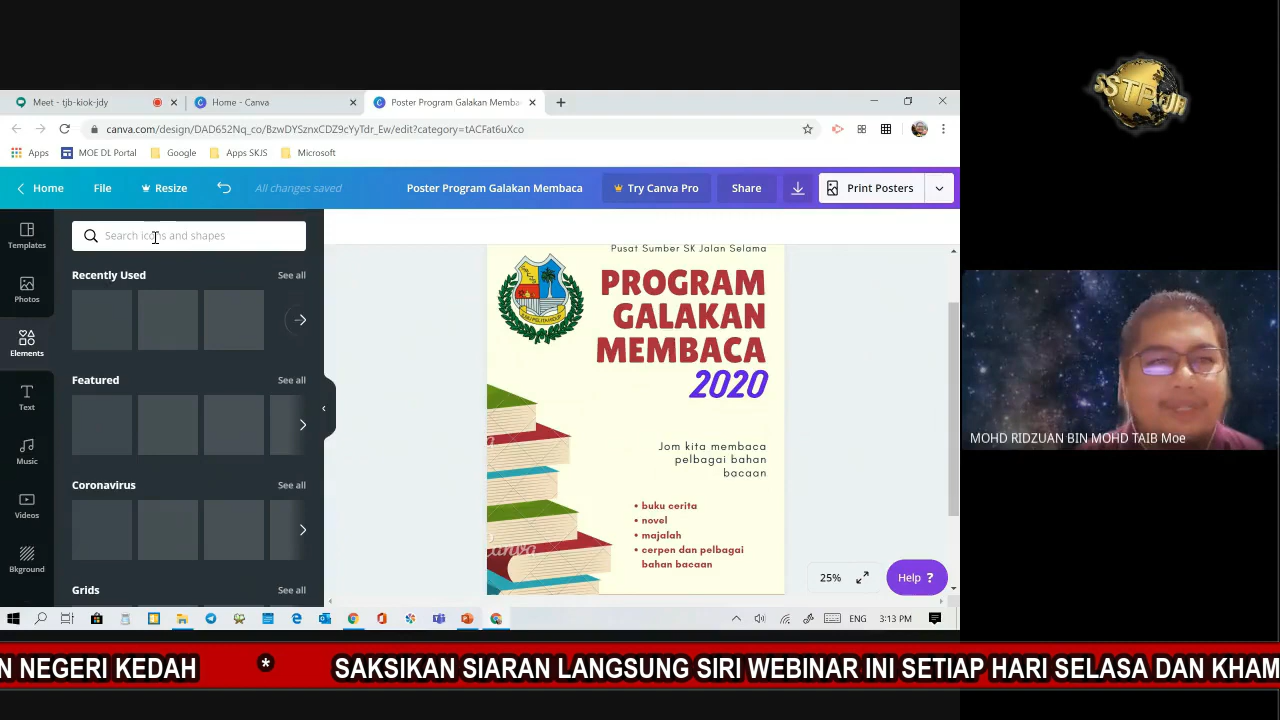 STP
Meet - tjb-kiok-jdy
Home - Canva
Poster Program Galakan Memba
canva.com/design/DAD652Nq_co/BzwDYSznxCDZ9cYyTdr_Ew/edit?category=tACFat6uXco
Apps
MOE DL Portal
Google
Apps SKJS
Microsoft
Home
File
Resize
All changes saved
Poster Program Galakan Membaca
Try Canva Pro
Share
Print Posters
Templates
Photos
Elements
Text
Music
Videos
Bkground
Search icons and shapes
Recently Used
See all
Featured
See all
Coronavirus
See all
Grids
See all
Pusat Sumber SK Jalan Selama
PROGRAM
GALAKAN
MEMBACA
2020
Jom kita membaca
pelbagai bahan
bacaan
• buku cerita
• novel
• majalah
• cerpen dan pelbagai
bahan bacaan
Canva
25%
Help ?
MOHD RIDZUAN BIN MOHD TAIB Moe
ENG
3:13 PM
N NEGERI KEDAH * SAKSIKAN SIARAN LANGSUNG SIRI WEBINAR INI SETIAP HARI SELASA DAN KHAM